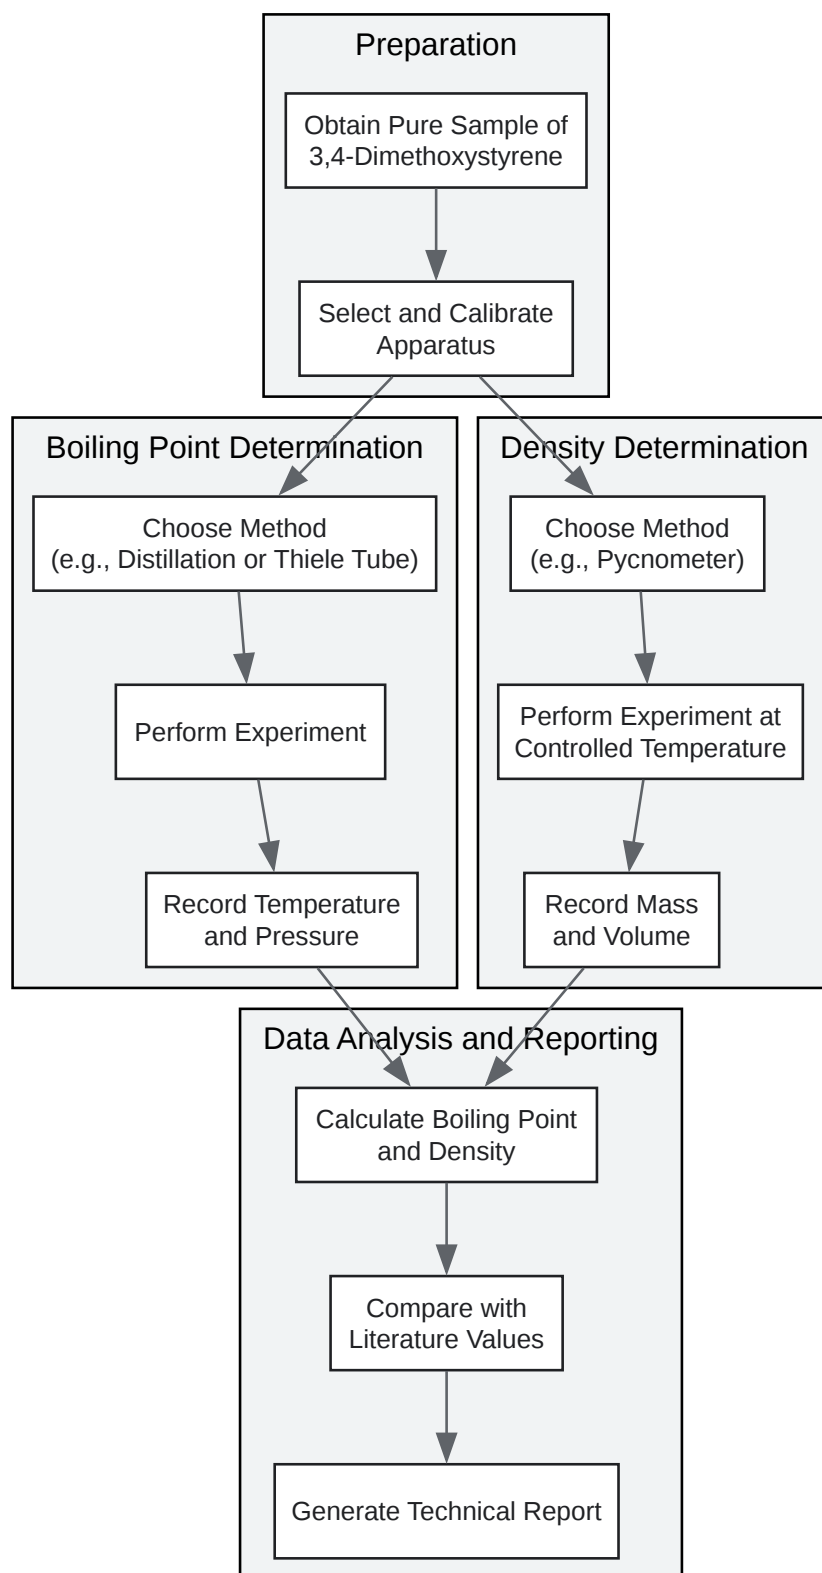 Preparation
Obtain Pure Sample of
3,4-Dimethoxystyrene
Select and Calibrate
Apparatus
Boiling Point Determination
Choose Method
(e.g., Distillation or Thiele Tube)
Perform Experiment
Record Temperature
and Pressure
Density Determination
Choose Method
(e.g., Pycnometer)
Perform Experiment at
Controlled Temperature
Record Mass
and Volume
Data Analysis and Reporting
Calculate Boiling Point
and Density
Compare with
Literature Values
Generate Technical Report